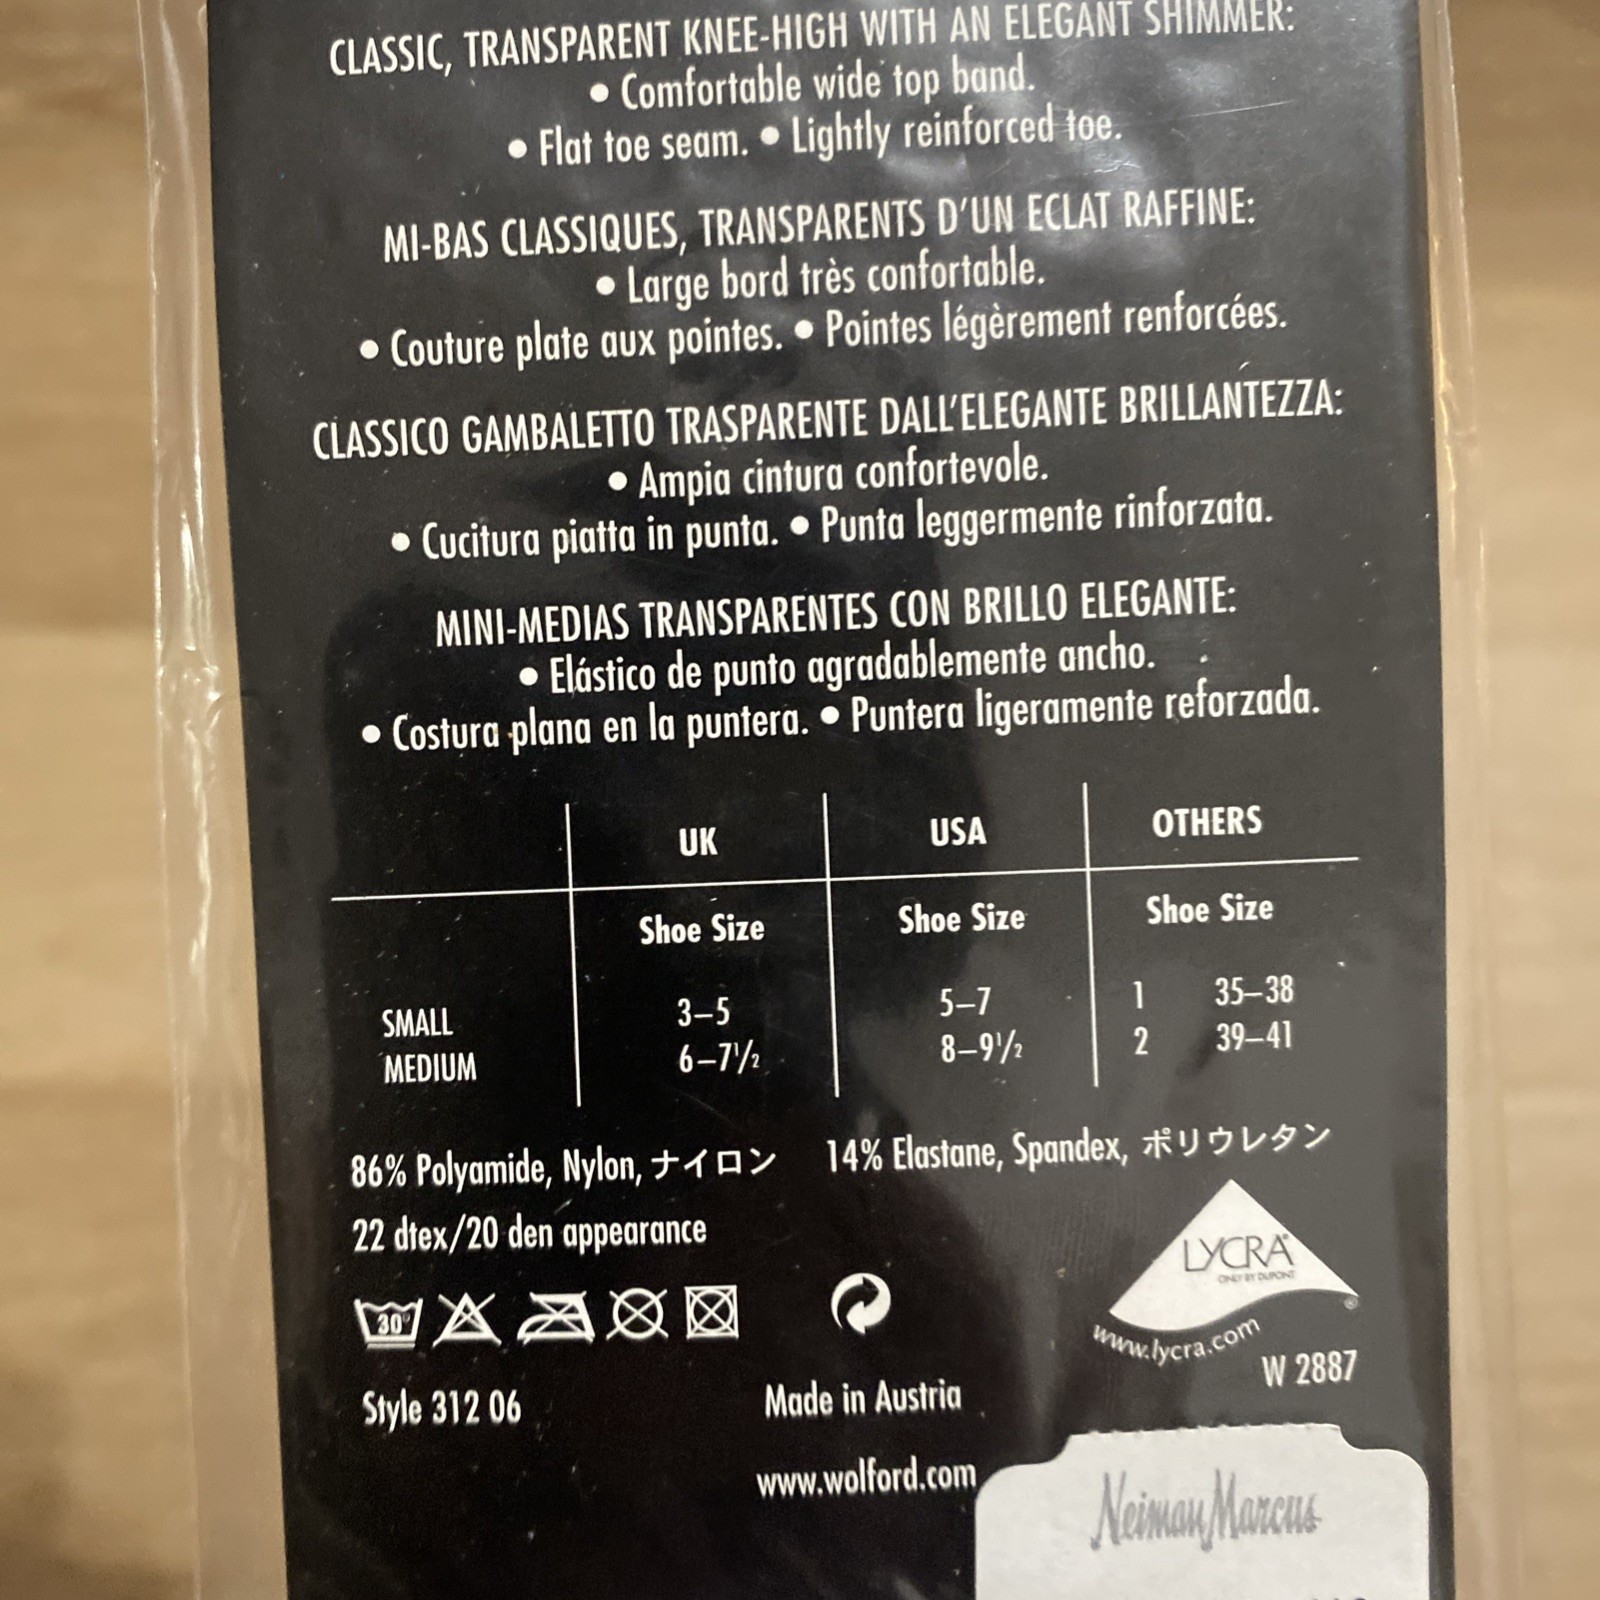 CLASSIC, TRANSPARENT KNEE-HIGH WITH AN ELEGANT SHIMMER:
• Comfortable wide top band.
• Flat toe seam. • Lightly reinforced toe.
MI-BAS CLASSIQUES, TRANSPARENTS D'UN ECLAT RAFFINE:
• Large bord très confortable.
• Couture plate aux pointes. • Pointes légèrement renforcées.
CLASSICO GAMBALETTO TRASPARENTE DALL'ELEGANTE BRILLANTEZZA:
• Ampia cintura confortevole.
• Cucitura piatta in punta. • Punta leggermente rinforzata.
MINI-MEDIAS TRANSPARENTES CON BRILLO ELEGANTE:
• Elástico de punto agradablemente ancho.
• Costura plana en la puntera. • Puntera ligeramente reforzada.
UK USA OTHERS
Shoe Size Shoe Size Shoe Size
SMALL 3–5 5–7 1 35–38
MEDIUM 6–7½ 8–9½ 2 39–41
86% Polyamide, Nylon, ナイロン 14% Elastane, Spandex, ポリウレタン
22 dtex/20 den appearance
LYCRA®
ONLY BY DUPONT
®
30°
www.lycra.com
W 2887
Style 312 06 Made in Austria
www.wolford.com
Neiman Marcus